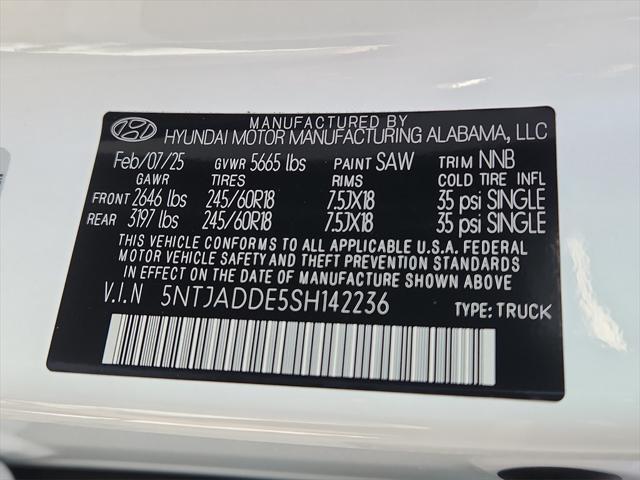 MANUFACTURED BY
HYUNDAI MOTOR MANUFACTURING ALABAMA, LLC
Feb/07/25 GVWR 5665 lbs PAINT SAW TRIM NNB
GAWR TIRES RIMS COLD TIRE INFL
FRONT 2646 lbs 245/60R18 7.5JX18 35 psi SINGLE
REAR 3197 lbs 245/60R18 7.5JX18 35 psi SINGLE
THIS VEHICLE CONFORMS TO ALL APPLICABLE U.S.A. FEDERAL
MOTOR VEHICLE SAFETY AND THEFT PREVENTION STANDARDS
IN EFFECT ON THE DATE OF MANUFACTURE SHOWN ABOVE
V.I.N 5NTJADDE5SH142236 TYPE: TRUCK